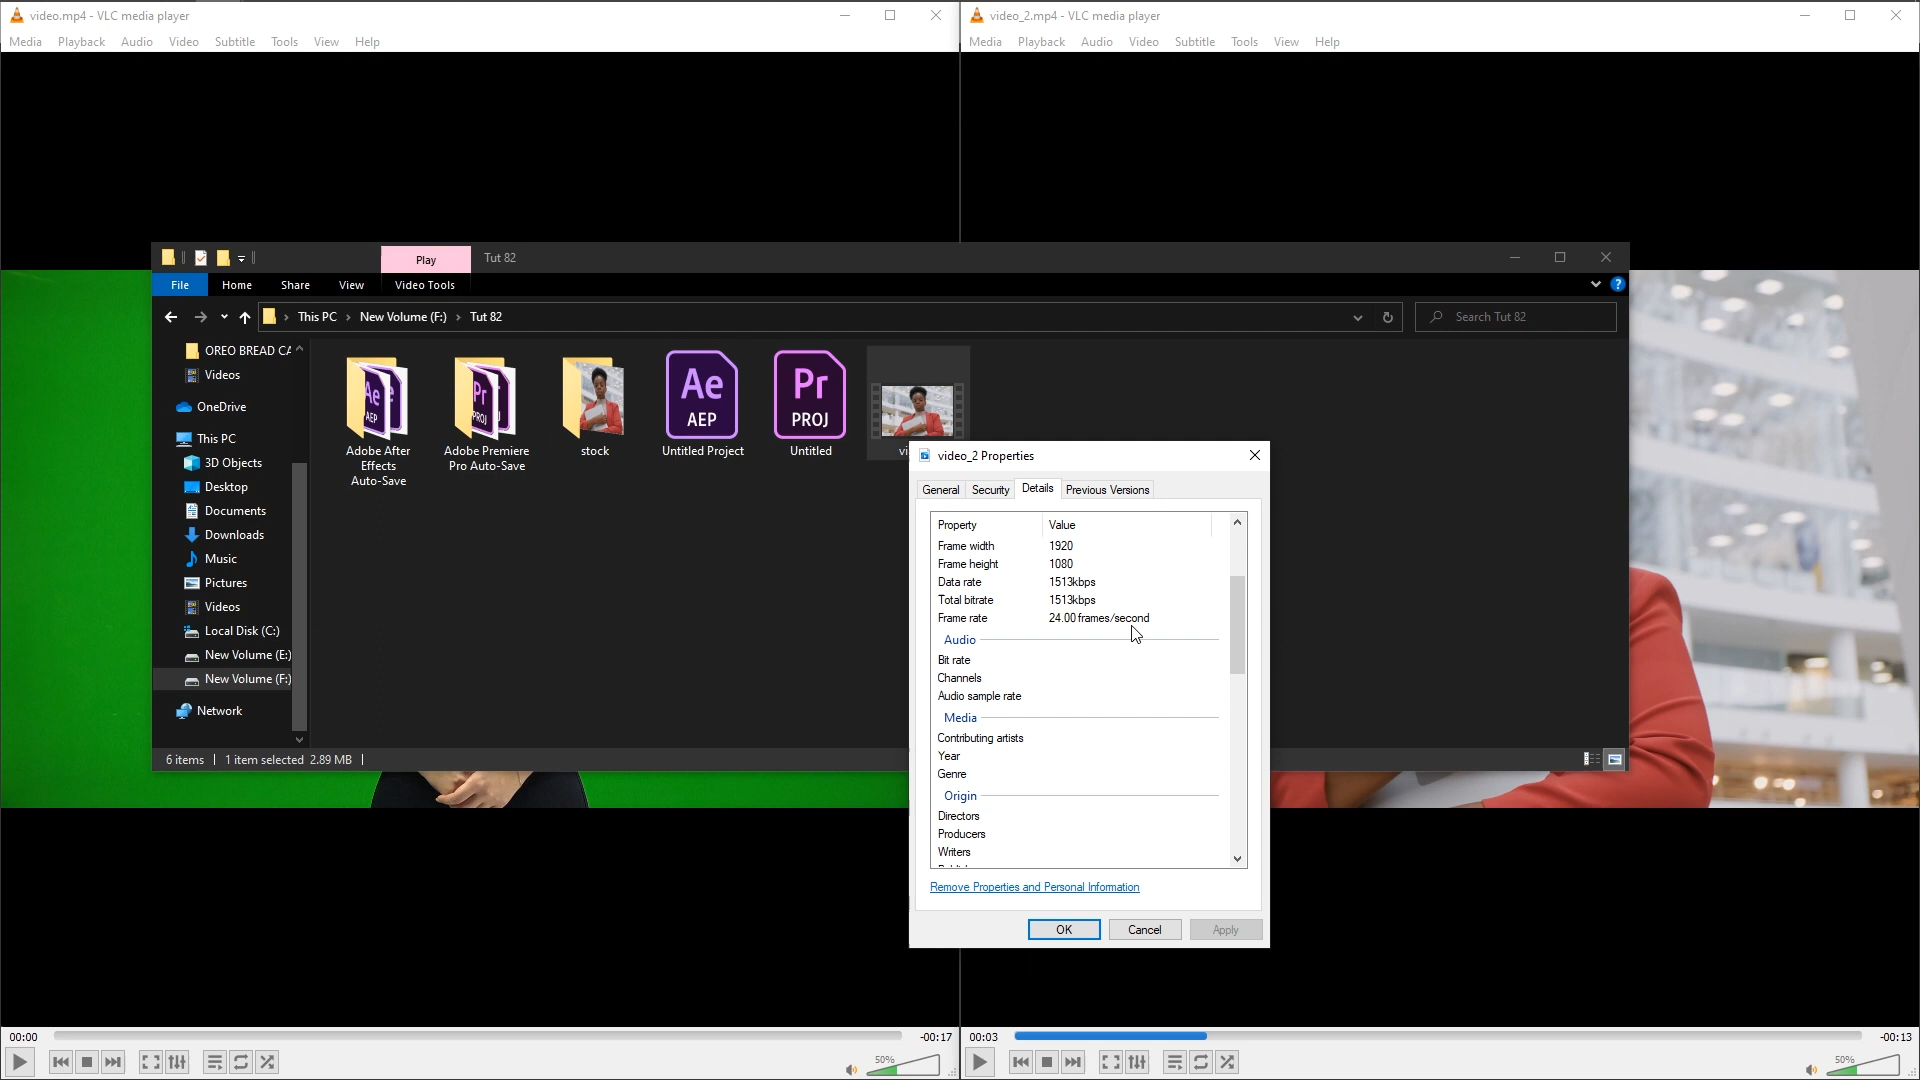 video.mp4 - VLC media player
Media Playback Audio Video Subtitle Tools View Help
video_2.mp4 - VLC media player
Media Playback Audio Video Subtitle Tools View Help
Play
Tut 82
File Home Share View Video Tools
This PC › New Volume (F:) › Tut 82
Search Tut 82
OREO BREAD CA
Videos
OneDrive
This PC
3D Objects
Desktop
Documents
Downloads
Music
Pictures
Videos
Local Disk (C:)
New Volume (E:)
New Volume (F:)
Network
Ae
AEP
Pr
PROJ
Ae
AEP
Pr
PROJ
Adobe After
Effects
Auto-Save
Adobe Premiere
Pro Auto-Save
stock
Untitled Project
Untitled
vi
6 items 1 item selected 2.89 MB
video_2 Properties
General Security Details Previous Versions
Property Value
Frame width 1920
Frame height 1080
Data rate 1513kbps
Total bitrate 1513kbps
Frame rate 24.00 frames/second
Audio
Bit rate
Channels
Audio sample rate
Media
Contributing artists
Year
Genre
Origin
Directors
Producers
Writers
Remove Properties and Personal Information
OK Cancel Apply
00:00 -00:17
50%
00:03 -00:13
50%